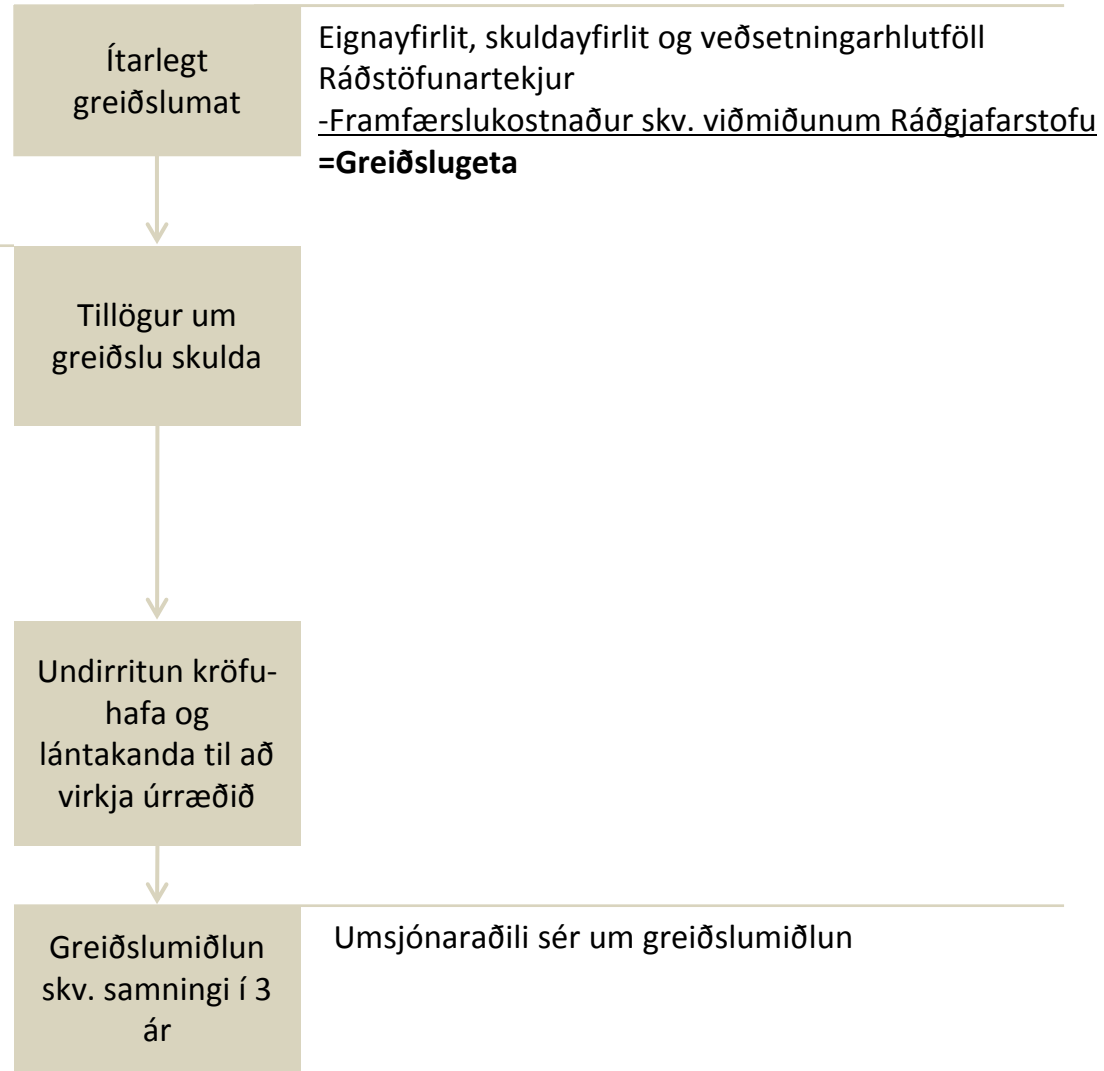 Ítarlegt
greiðslumat
Eignayfirlit, skuldayfirlit og veðsetningarhlutföll
Ráðstöfunartekjur
-Framfærslukostnaður skv. viðmiðunum Ráðgjafarstofu
=Greiðslugeta
Tillögur um
greiðslu skulda
Undirritun kröfu-
hafa og
lántakanda til að
virkja úrræðið
Greiðslumiðlun
skv. samningi í 3
ár
Umsjónaraðili sér um greiðslumiðlun